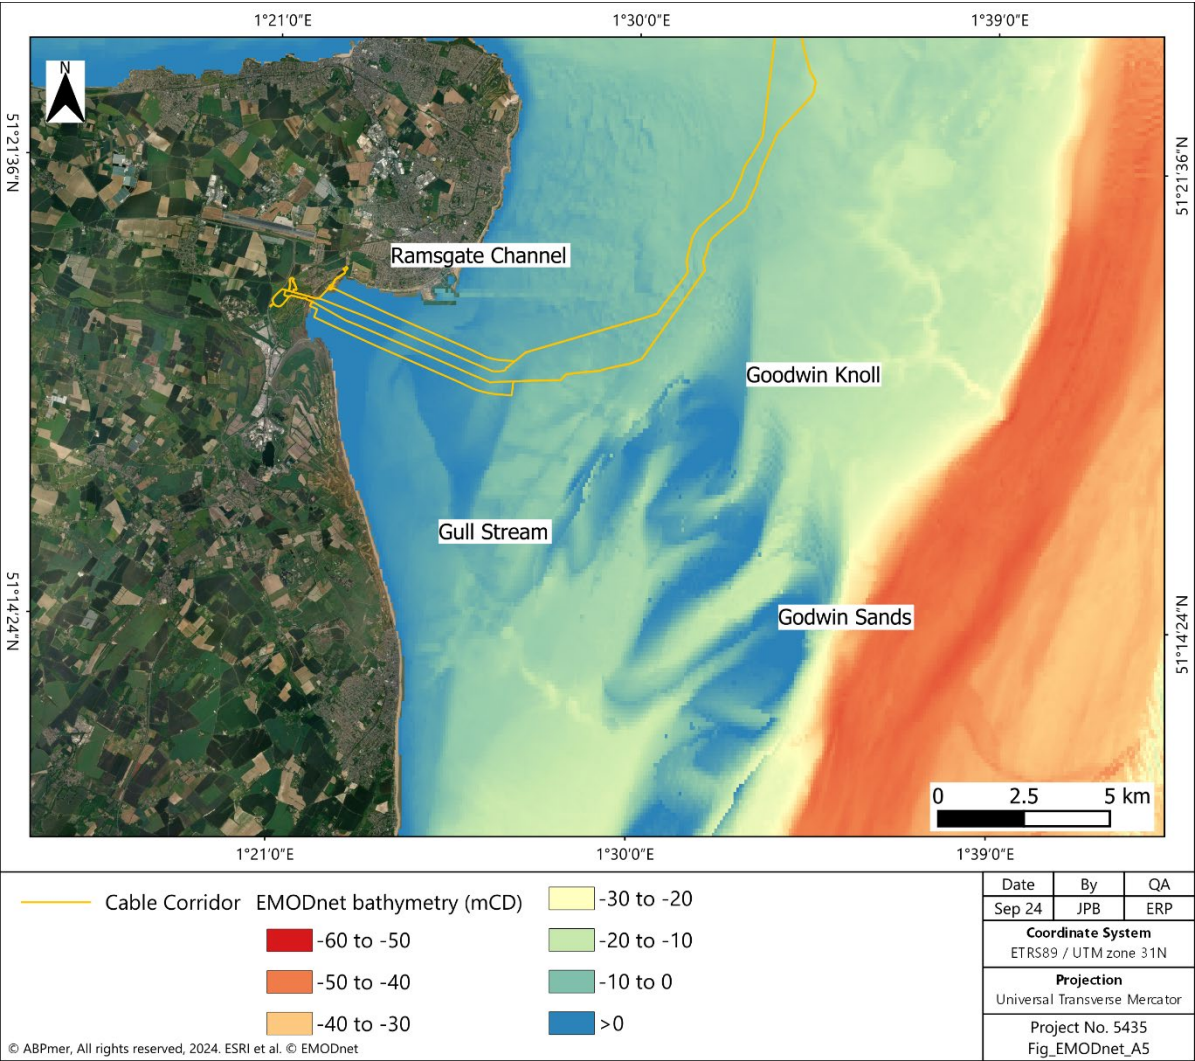 1°21'0"E 1°30'0"E 1°39'0"E
N
51°21'36"N
51°21'36"N
Ramsgate Channel
Goodwin Knoll
Gull Stream
51°14'24"N
51°14'24"N
Godwin Sands
0 2.5 5 km
1°21'0"E 1°30'0"E 1°39'0"E
Cable Corridor
EMODnet bathymetry (mCD)
-60 to -50
-50 to -40
-40 to -30
-30 to -20
-20 to -10
-10 to 0
>0
Date By QA
Sep 24 JPB ERP
Coordinate System
ETRS89 / UTM zone 31N
Projection
Universal Transverse Mercator
Project No. 5435
Fig_EMODnet_A5
© ABPmer, All rights reserved, 2024. ESRI et al. © EMODnet